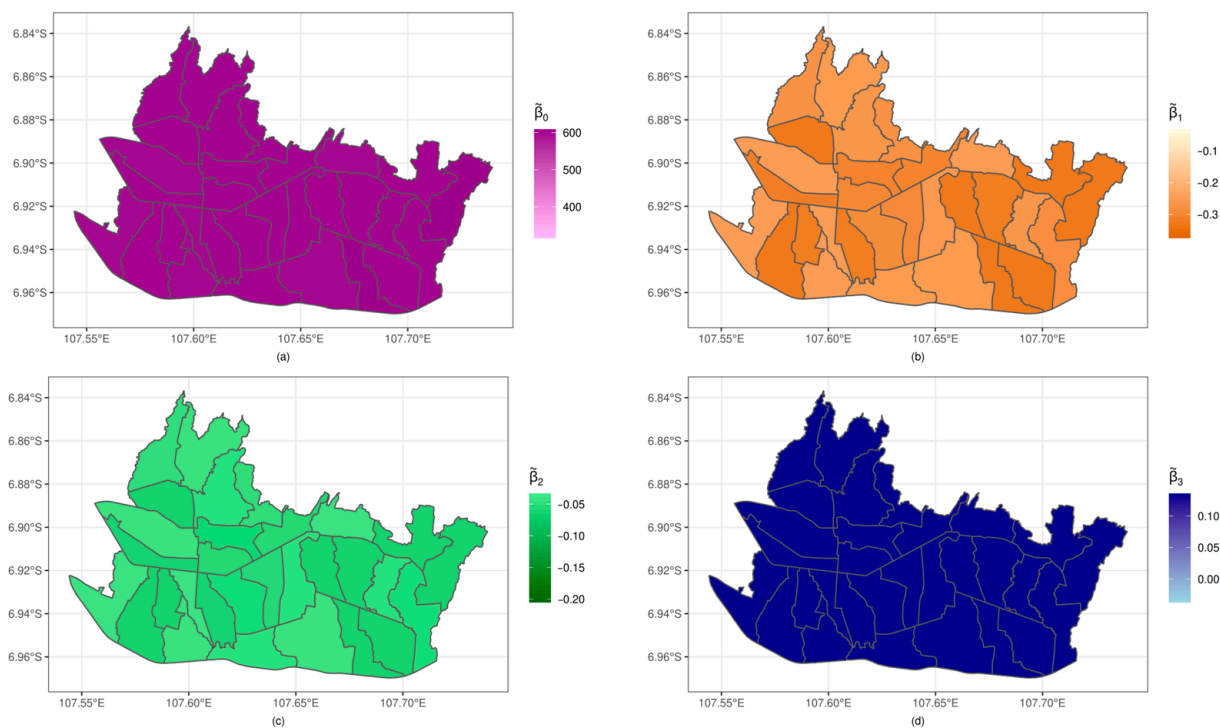 6.84°S
6.86°S
6.88°S
6.90°S
6.92°S
6.94°S
6.96°S
107.55°E 107.60°E 107.65°E 107.70°E
(a)
β̃₀
600
500
400
6.84°S
6.86°S
6.88°S
6.90°S
6.92°S
6.94°S
6.96°S
107.55°E 107.60°E 107.65°E 107.70°E
(b)
β̃₁
−0.1
−0.2
−0.3
6.84°S
6.86°S
6.88°S
6.90°S
6.92°S
6.94°S
6.96°S
107.55°E 107.60°E 107.65°E 107.70°E
(c)
β̃₂
−0.05
−0.10
−0.15
−0.20
6.84°S
6.86°S
6.88°S
6.90°S
6.92°S
6.94°S
6.96°S
107.55°E 107.60°E 107.65°E 107.70°E
(d)
β̃₃
0.10
0.05
0.00